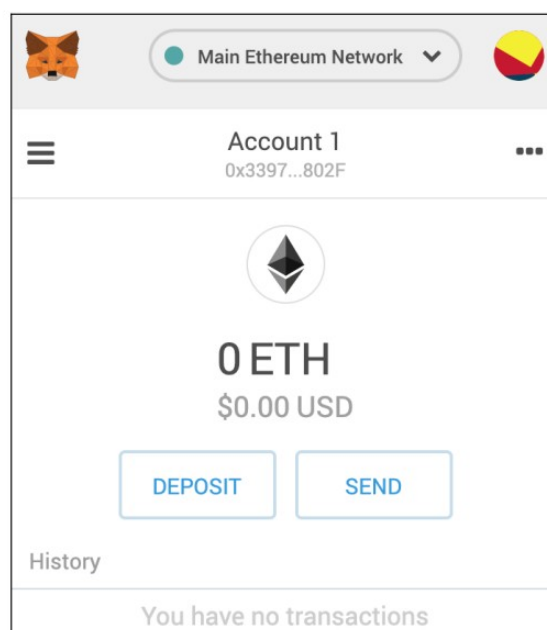 Main Ethereum Network
Account 1
0x3397...802F
0 ETH
$0.00 USD
DEPOSIT
SEND
History
You have no transactions